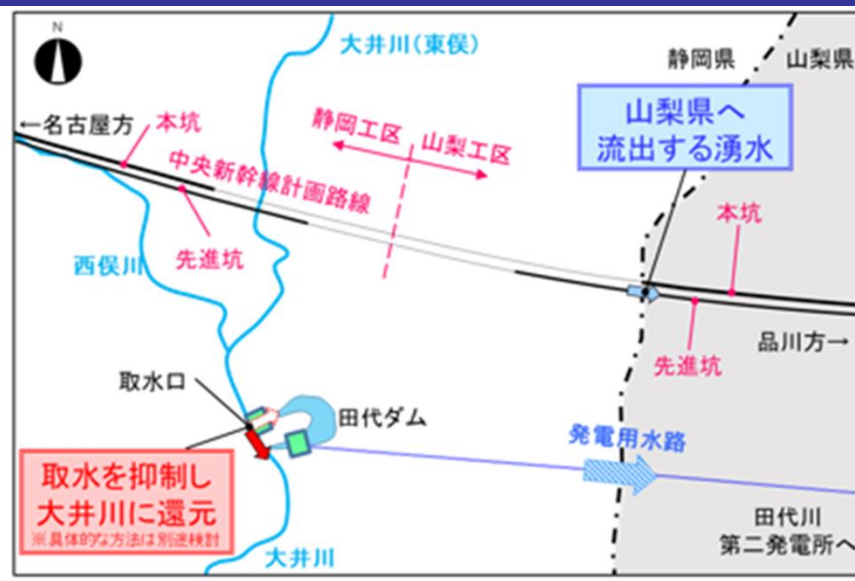 N
大井川(東俣)
静岡県
山梨県
←名古屋方
本坑
静岡工区
山梨工区
山梨県へ
流出する湧水
中央新幹線計画路線
本坑
先進坑
西俣川
品川方→
先進坑
取水口
田代ダム
発電用水路
取水を抑制し
大井川に還元
※具体的な方法は別途検討
田代川
第二発電所へ
大井川